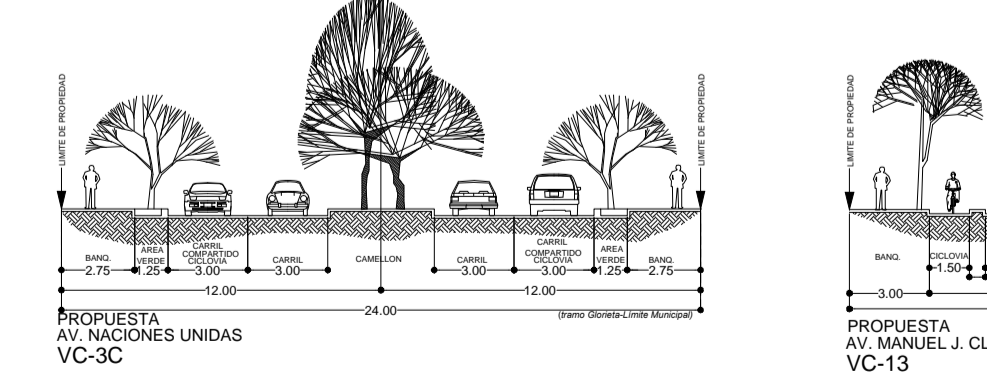 LIMITE DE PROPIEDAD
LIMITE DE PROPIEDAD
BANQ.
2.75
AREA
VERDE
1.25
CARRIL
COMPARTIDO
CICLOVIA
3.00
CARRIL
3.00
CAMELLON
CARRIL
3.00
CARRIL
COMPARTIDO
CICLOVIA
3.00
AREA
VERDE
1.25
BANQ.
2.75
12.00
12.00
24.00
(tramo Glorieta-Límite Municipal)
PROPUESTA
AV. NACIONES UNIDAS
VC-3C
LIMITE DE PROPIEDAD
BANQ.
CICLOVIA
1.50
3.00
PROPUESTA
AV. MANUEL J. CL
VC-13